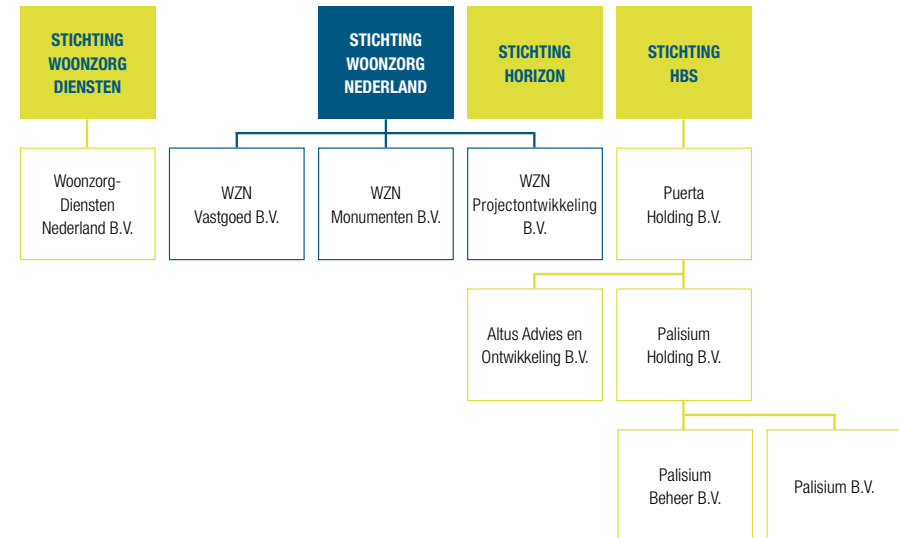 STICHTING
WOONZORG
DIENSTEN
STICHTING
WOONZORG
NEDERLAND
STICHTING
HORIZON
STICHTING
HBS
Woonzorg-
Diensten
Nederland B.V.
WZN
Vastgoed B.V.
WZN
Monumenten B.V.
WZN
Projectontwikkeling
B.V.
Puerta
Holding B.V.
Altus Advies en
Ontwikkeling B.V.
Palisium
Holding B.V.
Palisium
Beheer B.V.
Palisium B.V.